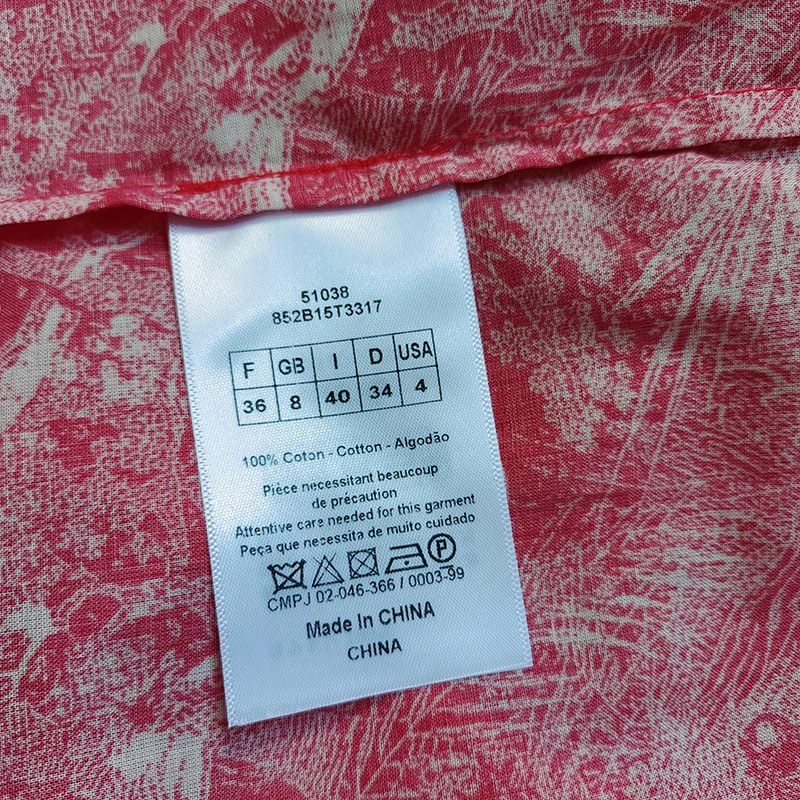 51038
852B15T3317
F GB I D USA
36 8 40 34 4
100% Coton - Cotton - Algodão
Pièce necessitant beaucoup
de précaution
Attentive care needed for this garment
Peça que necessita de muito cuidado
P
CMPJ 02-046-366 / 0003-99
Made In CHINA
CHINA